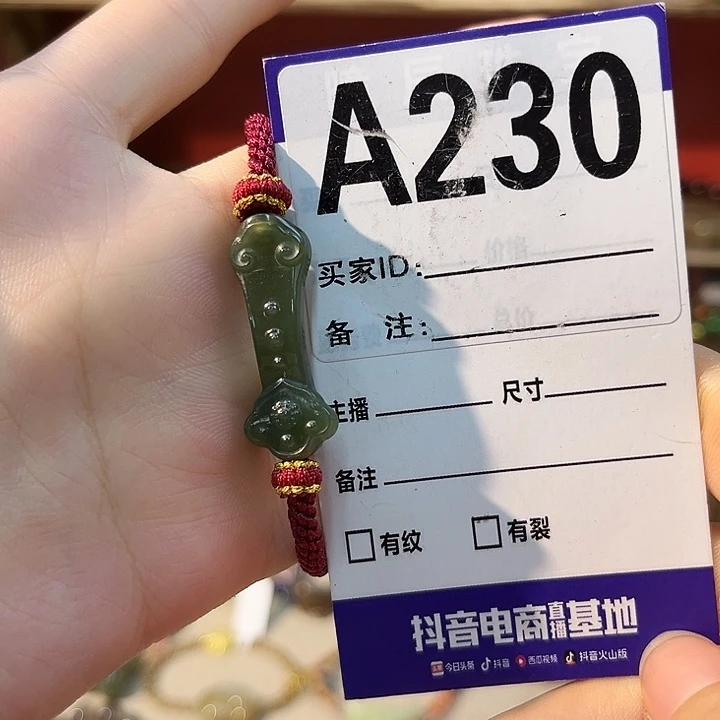 A230
买家ID:
备 注:
主播 尺寸
备注
有纹 有裂
抖音电商直播基地
今日头条 抖音 西瓜视频 抖音火山版